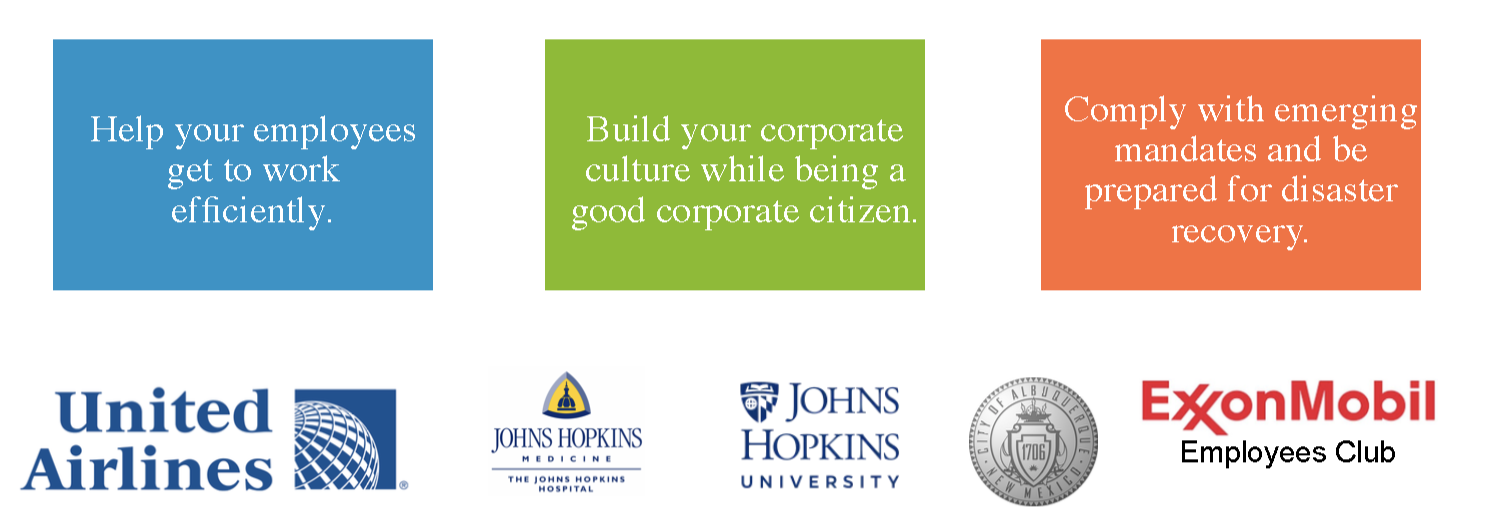 Help your employees
get to work
efficiently.
Build your corporate
culture while being a
good corporate citizen.
Comply with emerging
mandates and be
prepared for disaster
recovery.
United
Airlines
®
JOHNS HOPKINS
MEDICINE
THE JOHNS HOPKINS
HOSPITAL
JOHNS
HOPKINS
UNIVERSITY
CITY OF ALBUQUERQUE
1706
NEW MEXICO
ExxonMobil
Employees Club